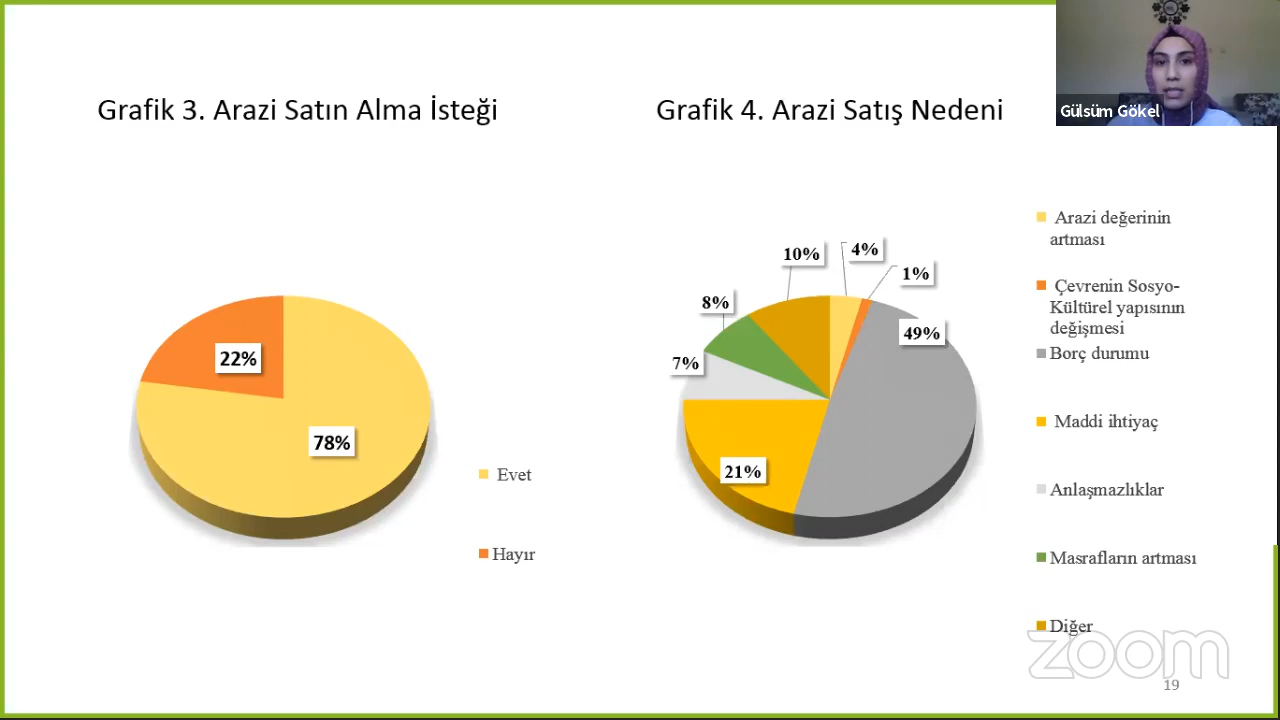 Grafik 3. Arazi Satın Alma İsteği
22%
78%
Evet
Hayır
Grafik 4. Arazi Satış Nedeni
10%
4%
1%
8%
49%
7%
21%
Arazi değerinin
artması
Çevrenin Sosyo-
Kültürel yapısının
değişmesi
Borç durumu
Maddi ihtiyaç
Anlaşmazlıklar
Masrafların artması
Diğer
Gülsüm Gökel
zoom
19